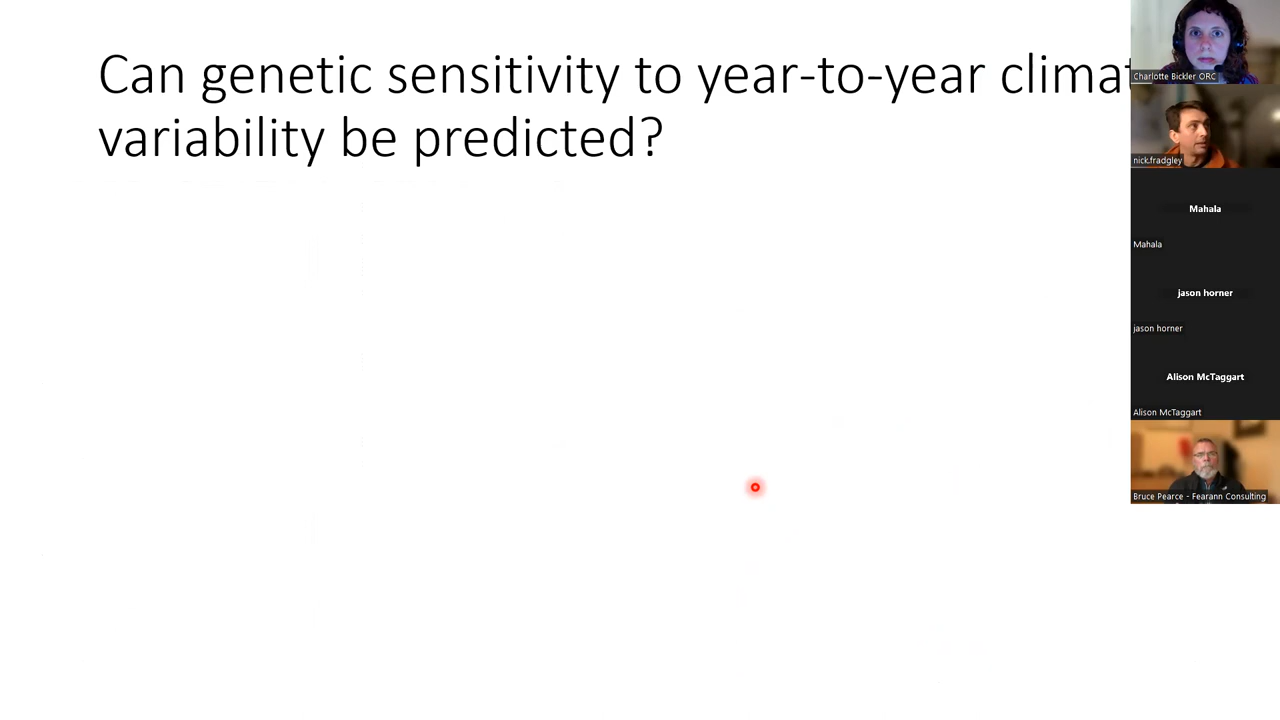 Can genetic sensitivity to year-to-year climat
variability be predicted?
Charlotte Bickler ORC
nick.fradgley
Mahala
Mahala
jason horner
jason horner
Alison McTaggart
Alison McTaggart
Bruce Pearce - Fearann Consulting